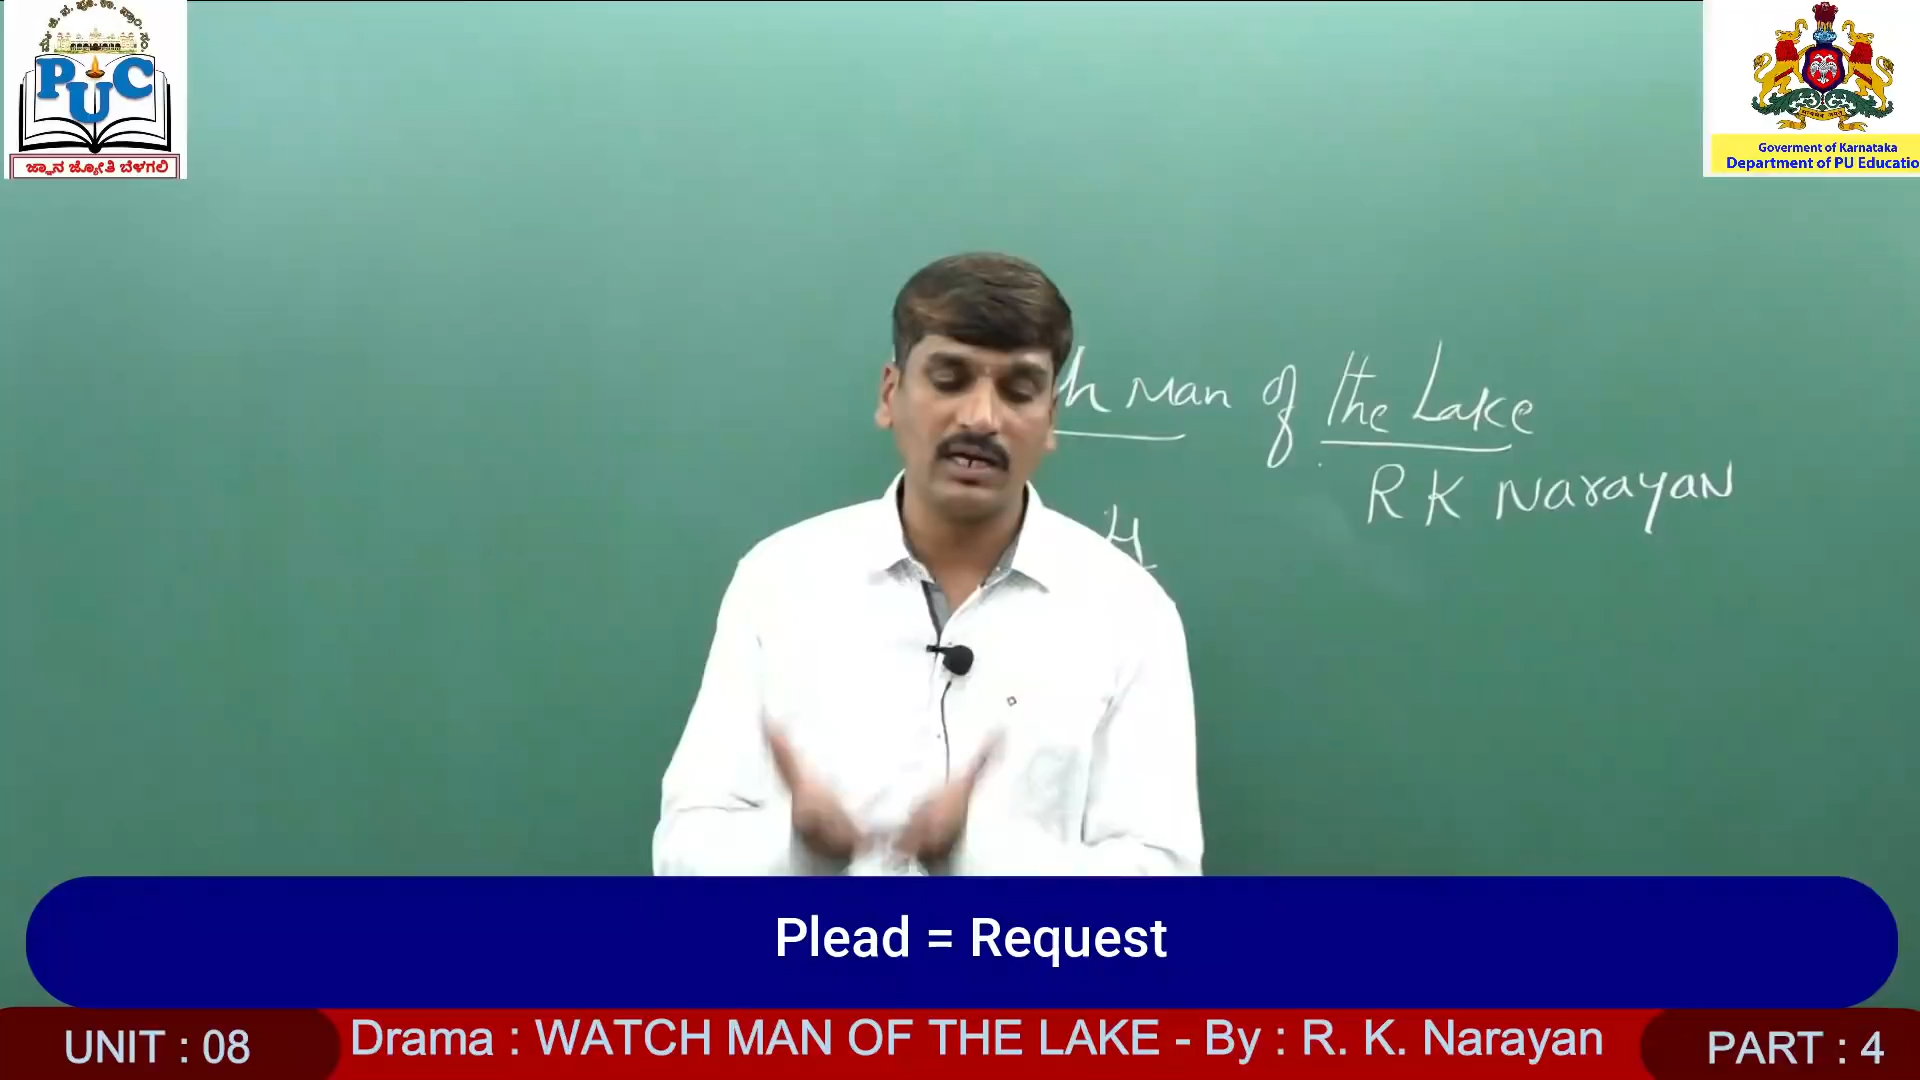 PUC
ಜ್ಞಾನ ಜ್ಯೋತಿ ಬೆಳಗಲಿ
Goverment of Karnataka
Department of PU Educatio
h Man of the Lake
R K Narayan
Plead = Request
UNIT : 08
Drama : WATCH MAN OF THE LAKE - By : R. K. Narayan
PART : 4